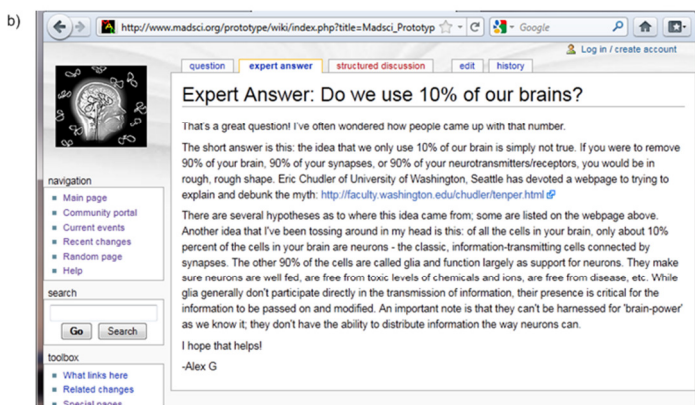 b)
http://www.madsci.org/prototype/wiki/index.php?title=Madsci_Prototyp
Google
Log in / create account
question expert answer structured discussion edit history
Expert Answer: Do we use 10% of our brains?
That's a great question! I've often wondered how people came up with that number.
The short answer is this: the idea that we only use 10% of our brain is simply not true. If you were to remove
90% of your brain, 90% of your synapses, or 90% of your neurotransmitters/receptors, you would be in
rough, rough shape. Eric Chudler of University of Washington, Seattle has devoted a webpage to trying to
explain and debunk the myth: http://faculty.washington.edu/chudler/tenper.html
There are several hypotheses as to where this idea came from; some are listed on the webpage above.
Another idea that I've been tossing around in my head is this: of all the cells in your brain, only about 10%
percent of the cells in your brain are neurons - the classic, information-transmitting cells connected by
synapses. The other 90% of the cells are called glia and function largely as support for neurons. They make
sure neurons are well fed, are free from toxic levels of chemicals and ions, are free from disease, etc. While
glia generally don't participate directly in the transmission of information, their presence is critical for the
information to be passed on and modified. An important note is that they can't be harnessed for 'brain-power'
as we know it; they don't have the ability to distribute information the way neurons can.
I hope that helps!
-Alex G
navigation
Main page
Community portal
Current events
Recent changes
Random page
Help
search
Go Search
toolbox
What links here
Related changes
Special pages